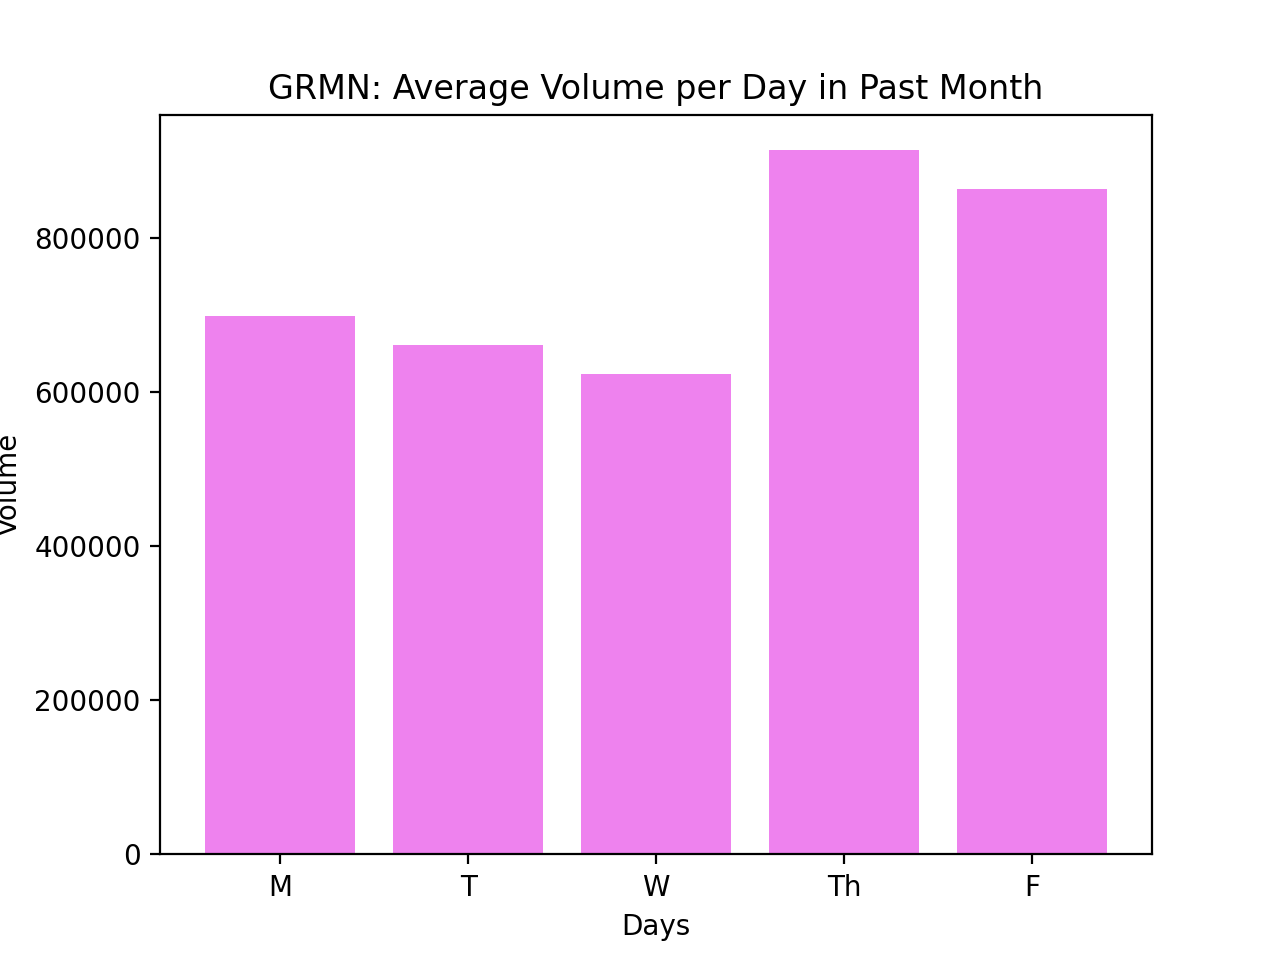 GRMN: Average Volume per Day in Past Month
800000
600000
400000
200000
0
Volume
M T W Th F
Days